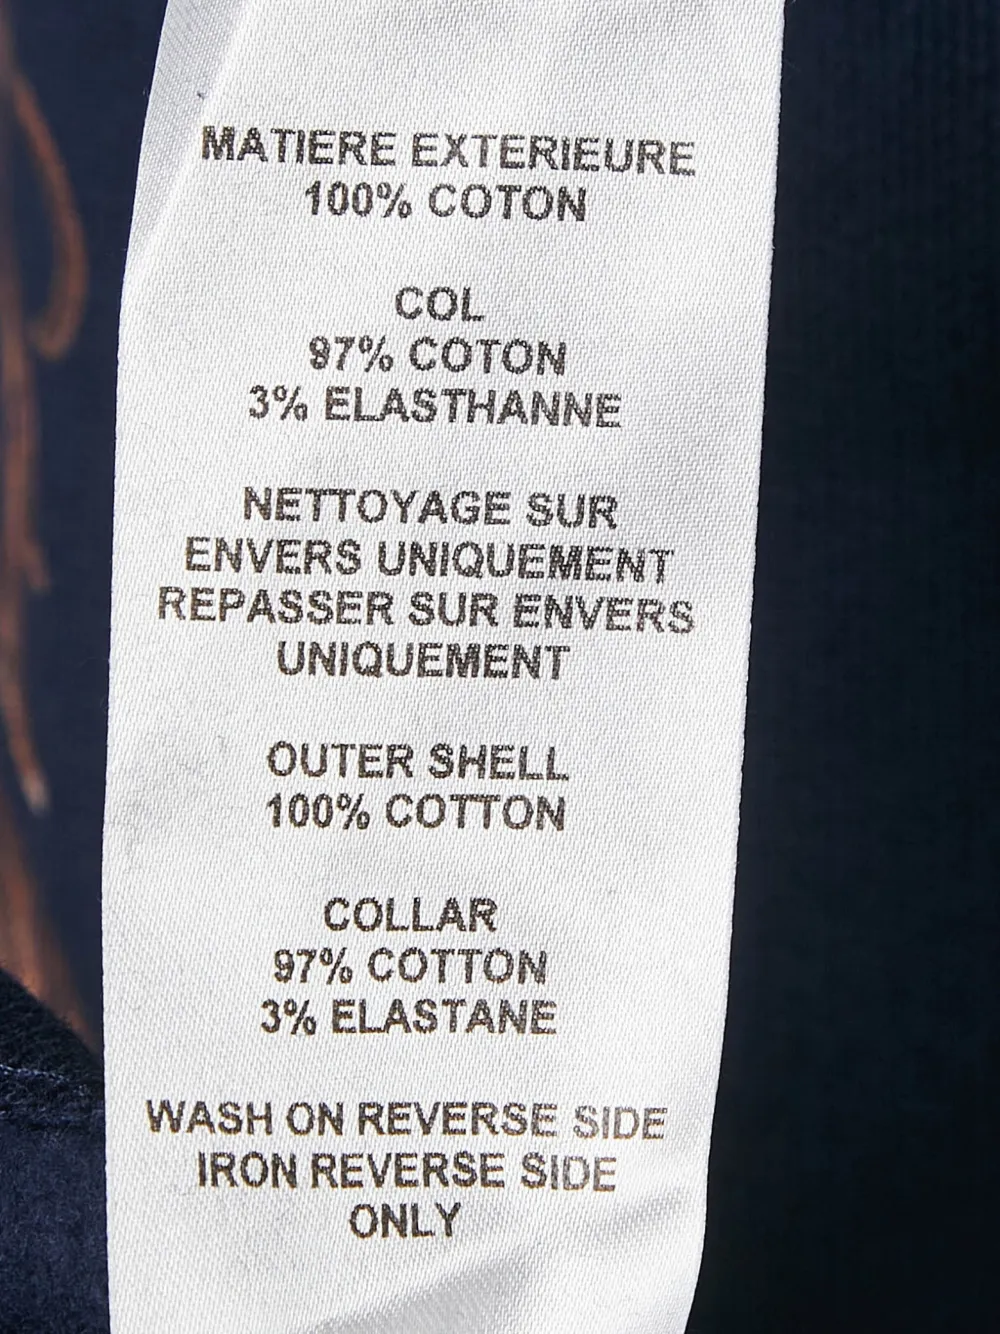 MATIERE EXTERIEURE
100% COTON
COL
97% COTON
3% ELASTHANNE
NETTOYAGE SUR
ENVERS UNIQUEMENT
REPASSER SUR ENVERS
UNIQUEMENT
OUTER SHELL
100% COTTON
COLLAR
97% COTTON
3% ELASTANE
WASH ON REVERSE SIDE
IRON REVERSE SIDE
ONLY